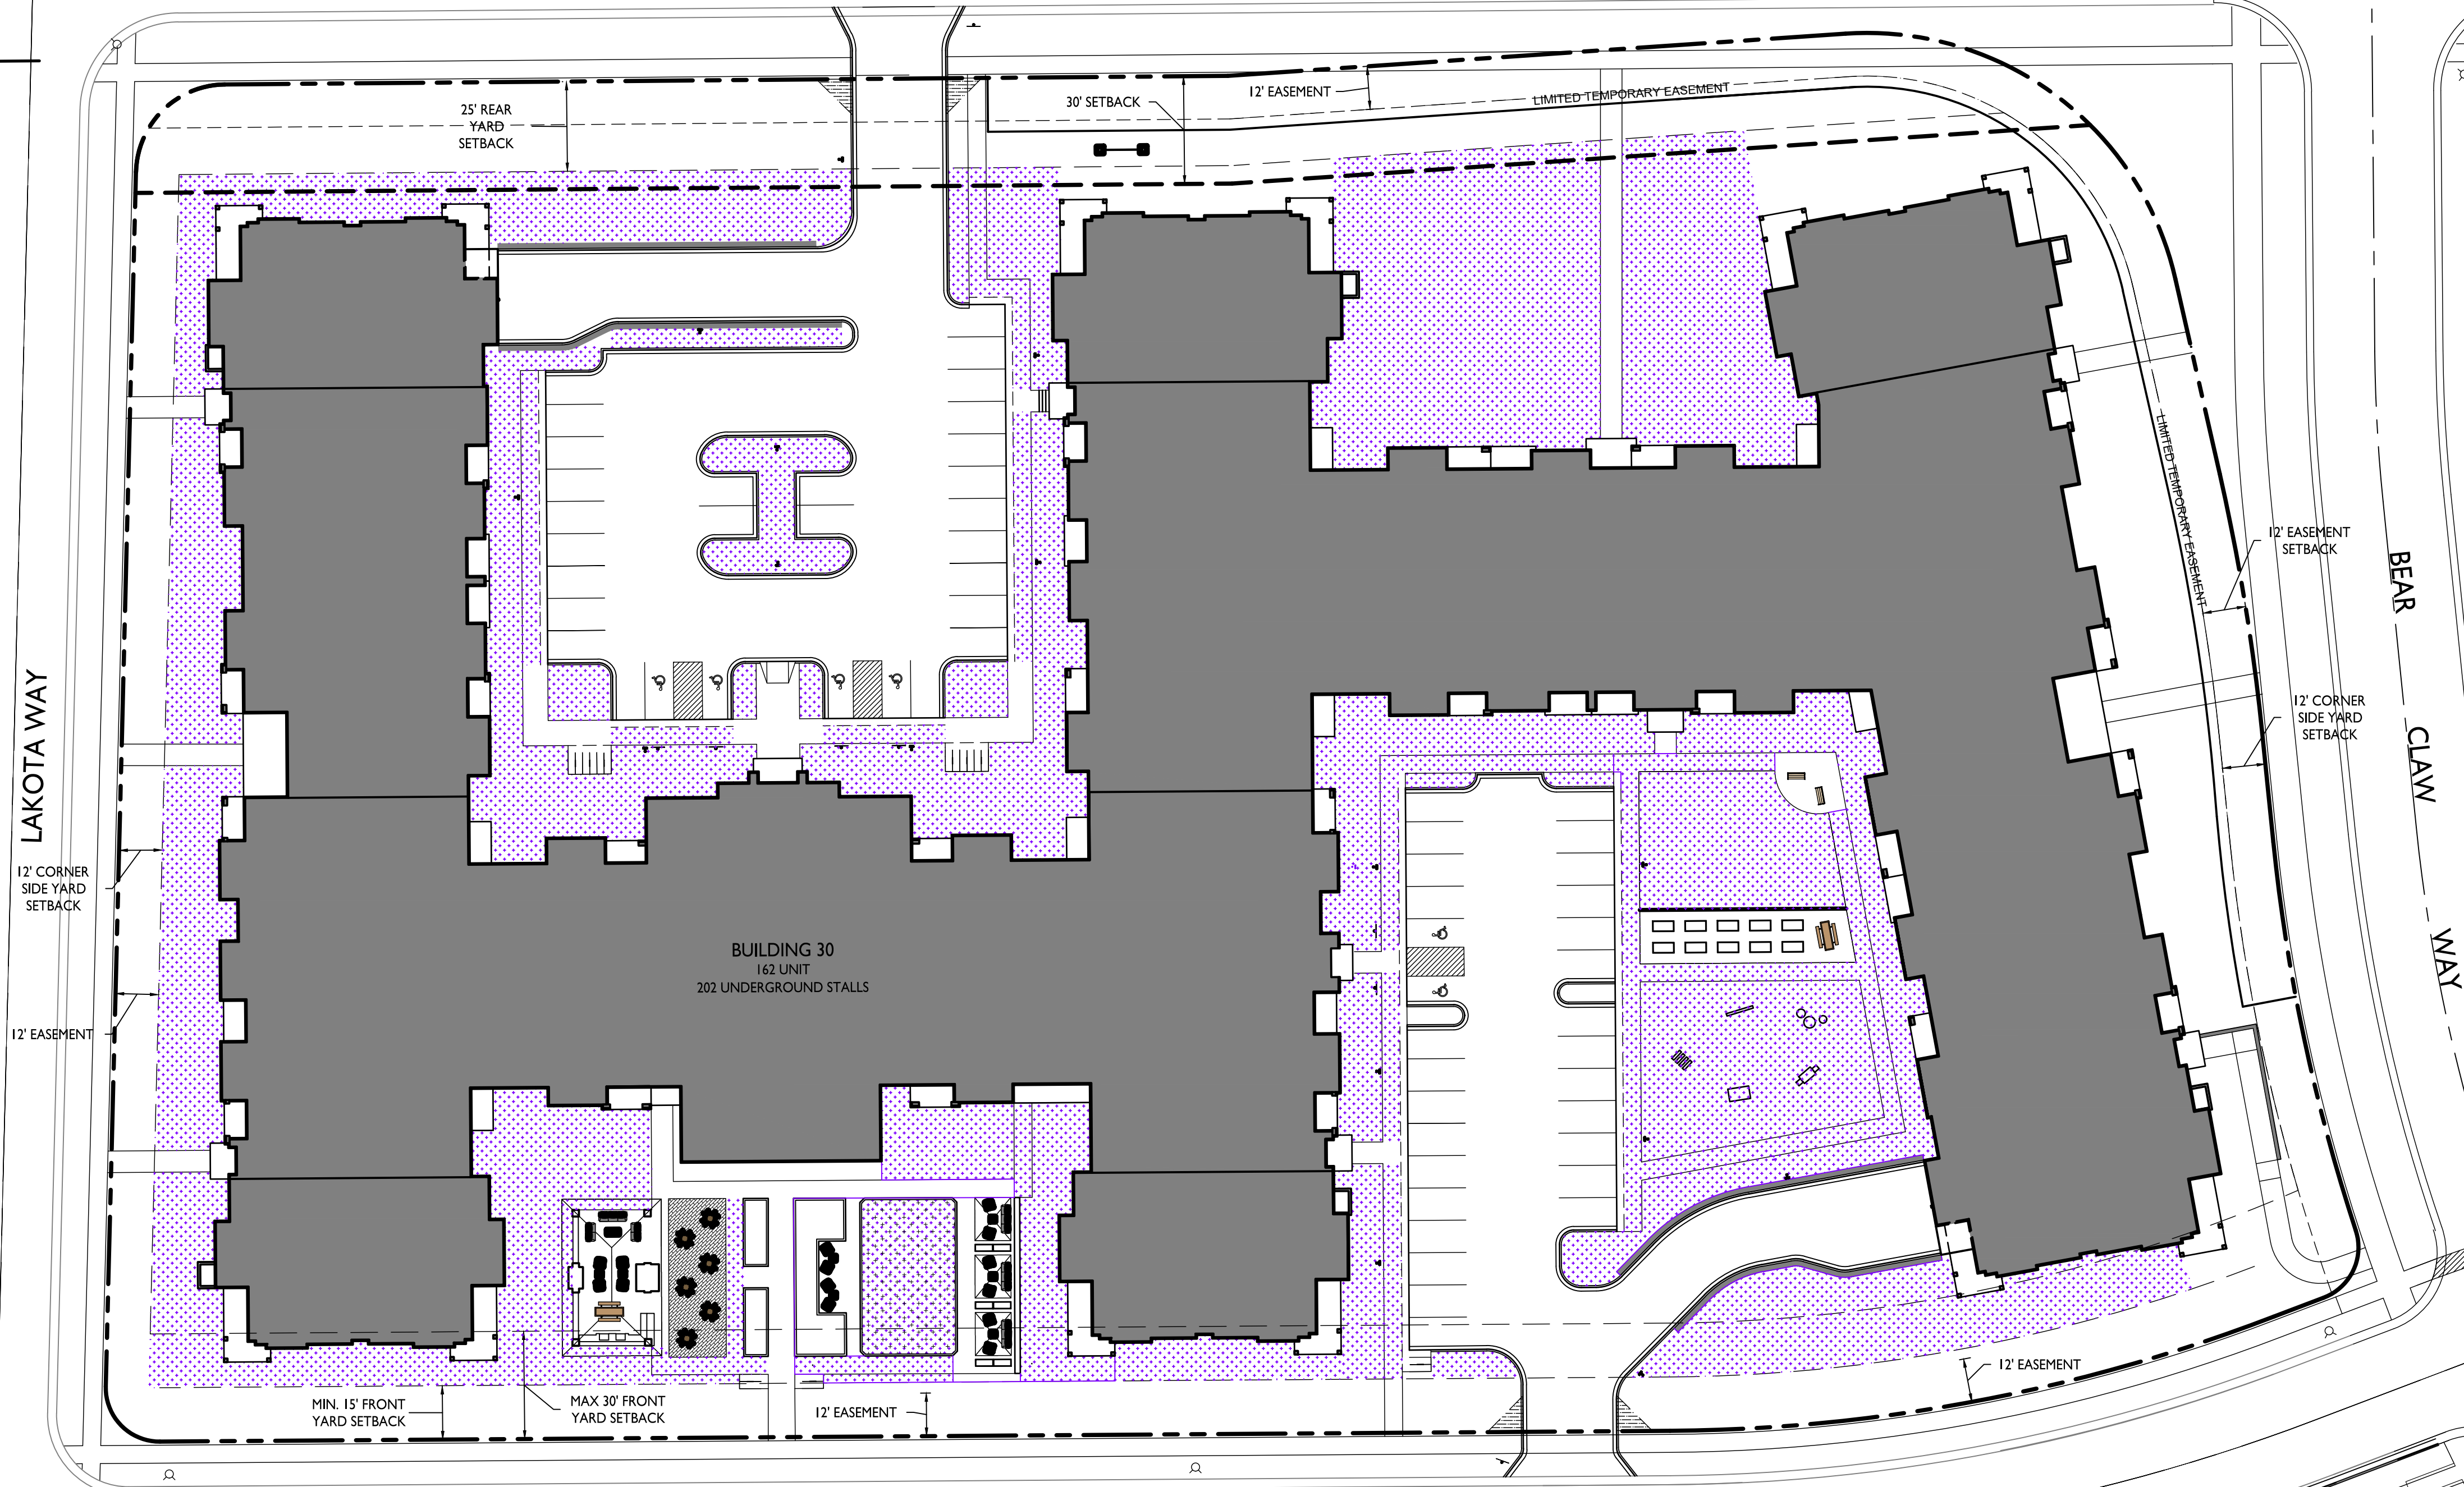 25' REAR
YARD
SETBACK
30' SETBACK
12' EASEMENT
LIMITED TEMPORARY EASEMENT
LIMITED TEMPORARY EASEMENT
12' EASEMENT
SETBACK
BEAR
CLAW
WAY
12' CORNER
SIDE YARD
SETBACK
LAKOTA WAY
12' CORNER
SIDE YARD
SETBACK
12' EASEMENT
BUILDING 30
162 UNIT
202 UNDERGROUND STALLS
MIN. 15' FRONT
YARD SETBACK
MAX 30' FRONT
YARD SETBACK
12' EASEMENT
12' EASEMENT